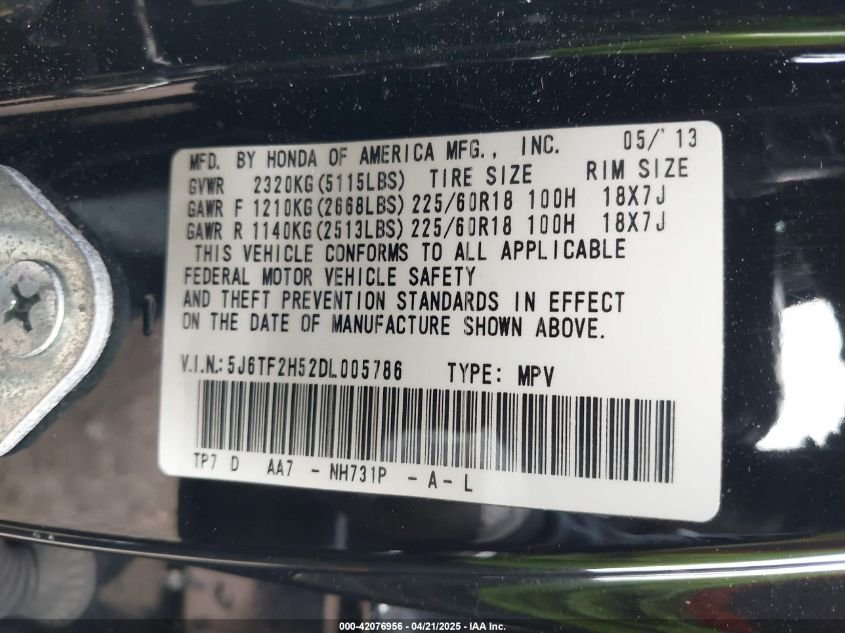 MFD. BY HONDA OF AMERICA MFG., INC. 05/13
GVWR 2320KG(5115LBS) TIRE SIZE RIM SIZE
GAWR F 1210KG(2668LBS) 225/60R18 100H 18X7J
GAWR R 1140KG(2513LBS) 225/60R18 100H 18X7J
THIS VEHICLE CONFORMS TO ALL APPLICABLE
FEDERAL MOTOR VEHICLE SAFETY
AND THEFT PREVENTION STANDARDS IN EFFECT
ON THE DATE OF MANUFACTURE SHOWN ABOVE.
V.I.N.: 5J6TF2H52DL005786 TYPE: MPV
TP7 D AA7 - NH731P - A - L
000-42076956 - 04/21/2025 - IAA Inc.